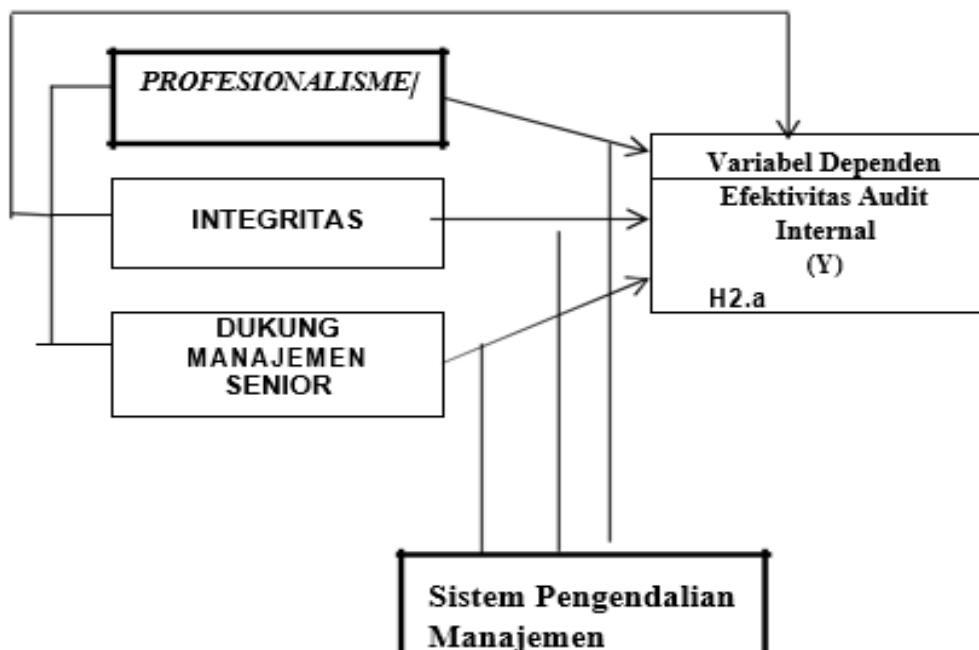 PROFESIONALISME/
INTEGRITAS
DUKUNG
MANAJEMEN
SENIOR
Variabel Dependen
Efektivitas Audit
Internal
(Y)
H2.a
Sistem Pengendalian
Manajemen